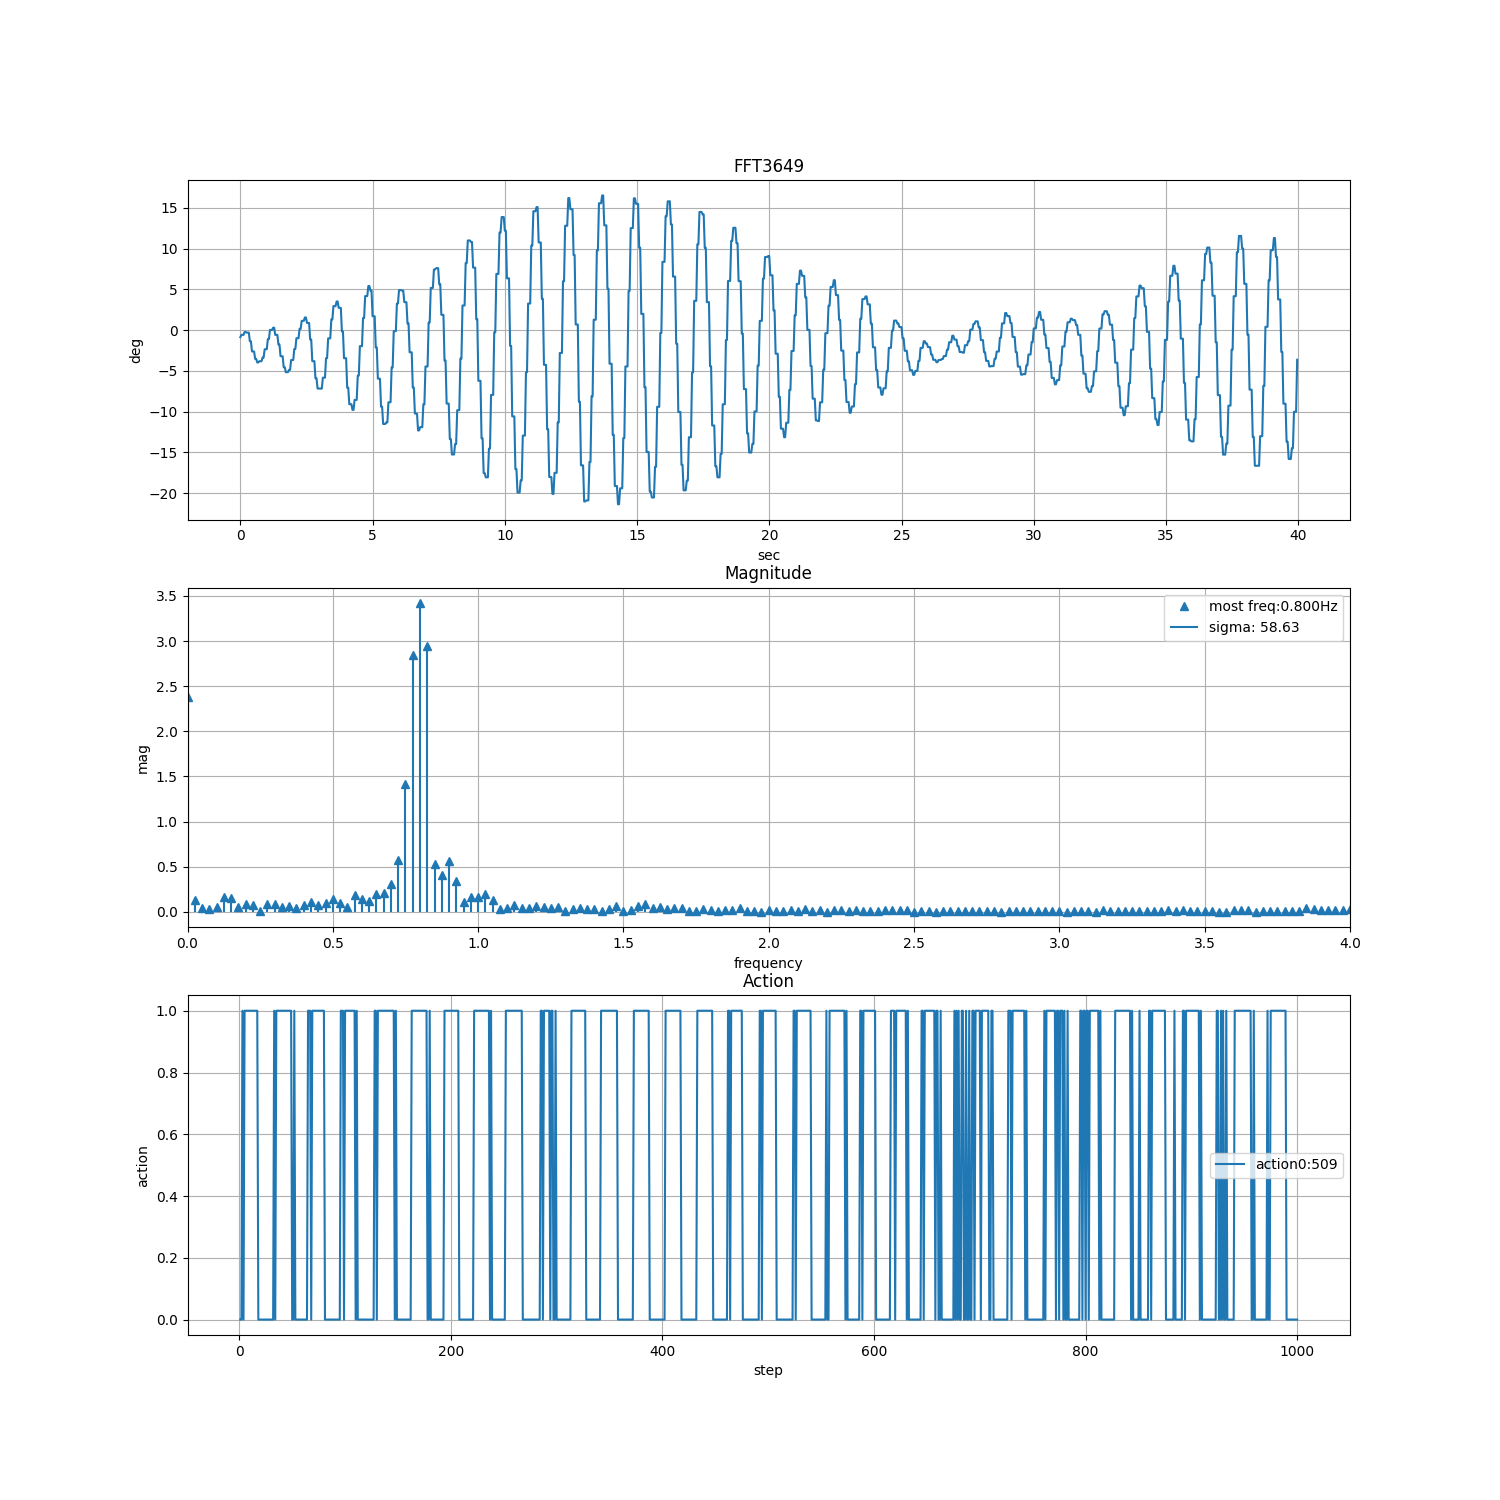 FFT3649
15
10
5
0
−5
−10
−15
−20
deg
0 5 10 15 20 25 30 35 40
sec
Magnitude
3.5
3.0
2.5
2.0
1.5
1.0
0.5
0.0
mag
most freq:0.800Hz
sigma: 58.63
0.0 0.5 1.0 1.5 2.0 2.5 3.0 3.5 4.0
frequency
Action
1.0
0.8
0.6
0.4
0.2
0.0
action
action0:509
0 200 400 600 800 1000
step